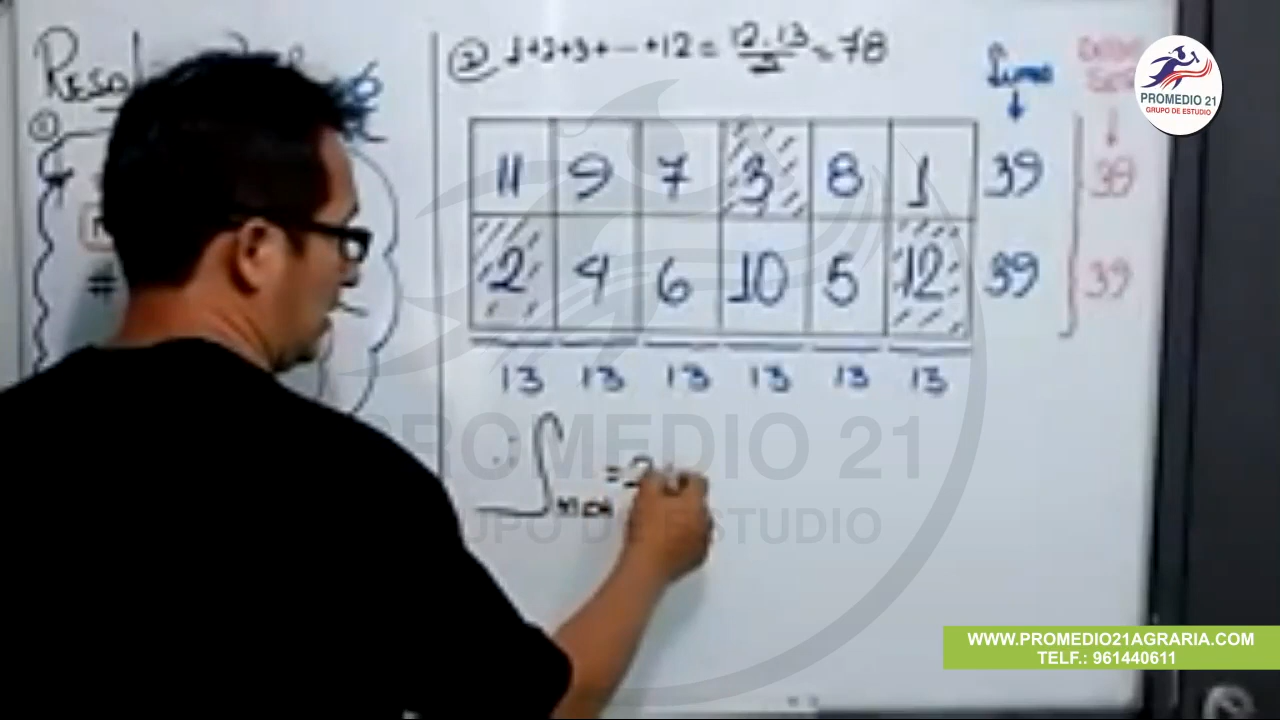 ② 1+2+3+...+12 = 12.13/2 = 78
Suma
11 9 7 3 8 1 39 39
2 4 6 10 5 12 39 39
13 13 13 13 13 13
∴ S = 2
PROMEDIO 21
GRUPO DE ESTUDIO
PROMEDIO 21
GRUPO DE ESTUDIO
WWW.PROMEDIO21AGRARIA.COM
TELF.: 961440611